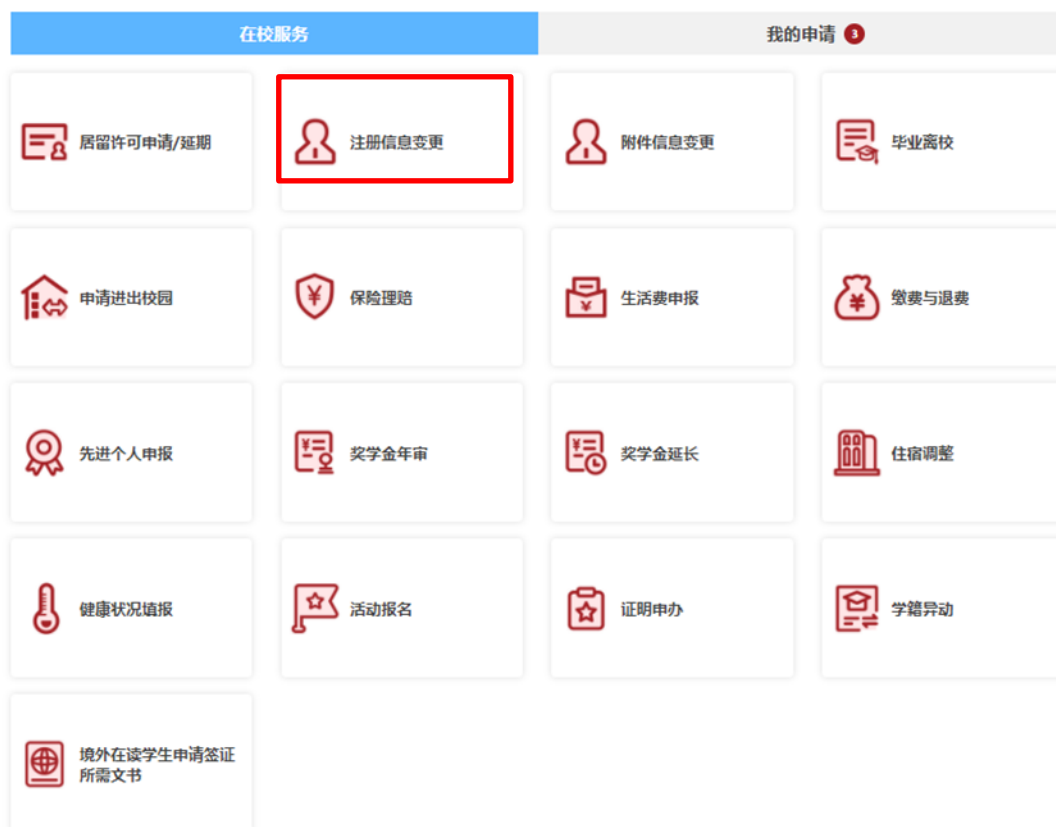 在校服务
我的申请 3
居留许可申请/延期
注册信息变更
附件信息变更
毕业离校
申请进出校园
保险理赔
生活费申报
缴费与退费
先进个人申报
奖学金年审
奖学金延长
住宿调整
健康状况填报
活动报名
证明申办
学籍异动
境外在读学生申请签证
所需文书